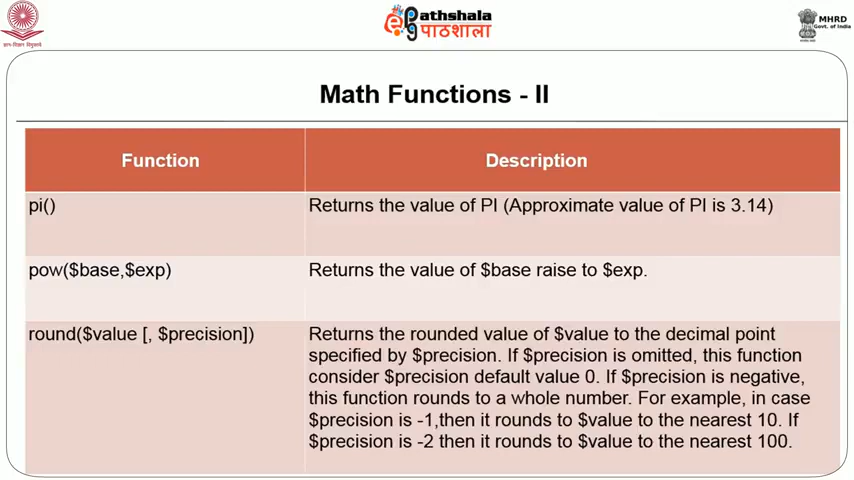 Pathshala
पाठशाला
MHRD
Govt. of India
Math Functions - II
Function
Description
pi()
Returns the value of PI (Approximate value of PI is 3.14)
pow($base,$exp)
Returns the value of $base raise to $exp.
round($value [, $precision])
Returns the rounded value of $value to the decimal point
specified by $precision. If $precision is omitted, this function
consider $precision default value 0. If $precision is negative,
this function rounds to a whole number. For example, in case
$precision is -1,then it rounds to $value to the nearest 10. If
$precision is -2 then it rounds to $value to the nearest 100.